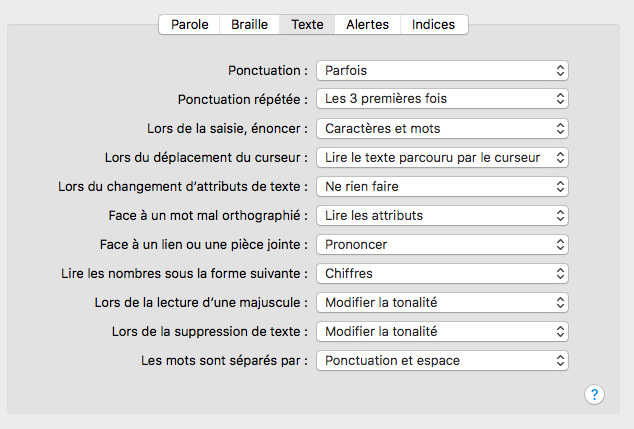 Parole Braille Texte Alertes Indices
Ponctuation : Parfois
Ponctuation répétée : Les 3 premières fois
Lors de la saisie, énoncer : Caractères et mots
Lors du déplacement du curseur : Lire le texte parcouru par le curseur
Lors du changement d’attributs de texte : Ne rien faire
Face à un mot mal orthographié : Lire les attributs
Face à un lien ou une pièce jointe : Prononcer
Lire les nombres sous la forme suivante : Chiffres
Lors de la lecture d’une majuscule : Modifier la tonalité
Lors de la suppression de texte : Modifier la tonalité
Les mots sont séparés par : Ponctuation et espace
?